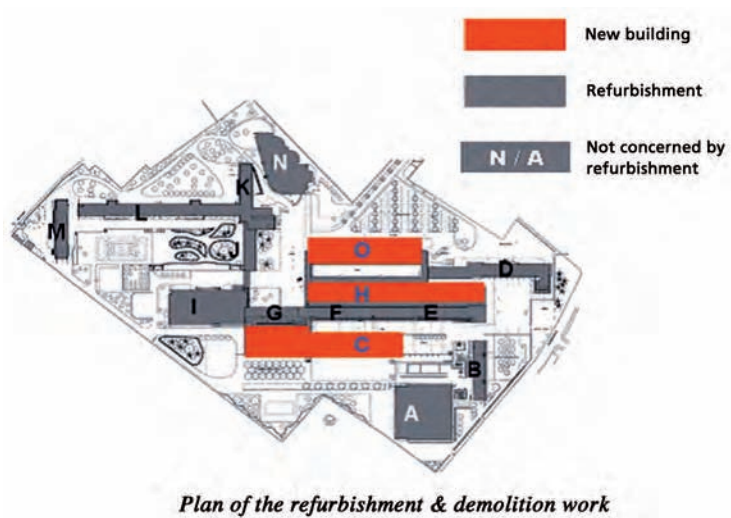 New building
Refurbishment
N / A
Not concerned by
refurbishment
N
K
L
M
J
O
D
I
H
G
F
E
C
B
A
Plan of the refurbishment & demolition work